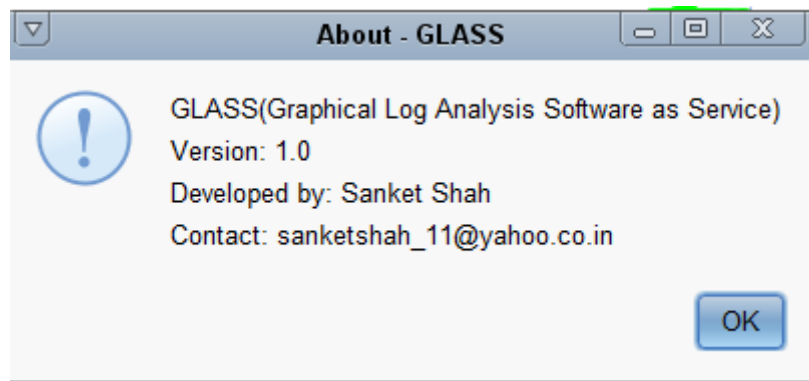 About - GLASS
GLASS(Graphical Log Analysis Software as Service)
Version: 1.0
Developed by: Sanket Shah
Contact: sanketshah_11@yahoo.co.in
OK